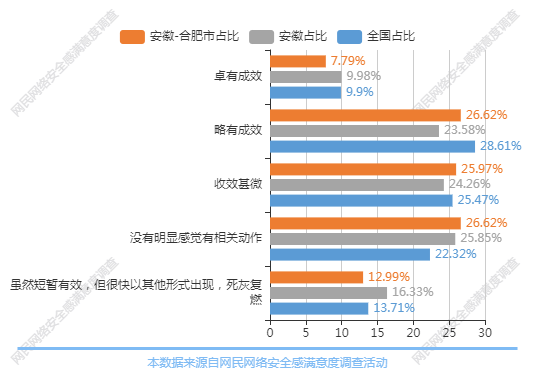 安徽-合肥市占比 安徽占比 全国占比
卓有成效 7.79% 9.98% 9.9%
略有成效 26.62% 23.58% 28.61%
收效甚微 25.97% 24.26% 25.47%
没有明显感觉有相关动作 26.62% 25.85% 22.32%
虽然短暂有效，但很快以其他形式出现，死灰复
燃
12.99% 16.33% 13.71%
0 5 10 15 20 25 30
本数据来源自网民网络安全感满意度调查活动
网民网络安全感满意度调查
网民网络安全感满意度调查
网民网络安全感满意度调查
网民网络安全感满意度调查